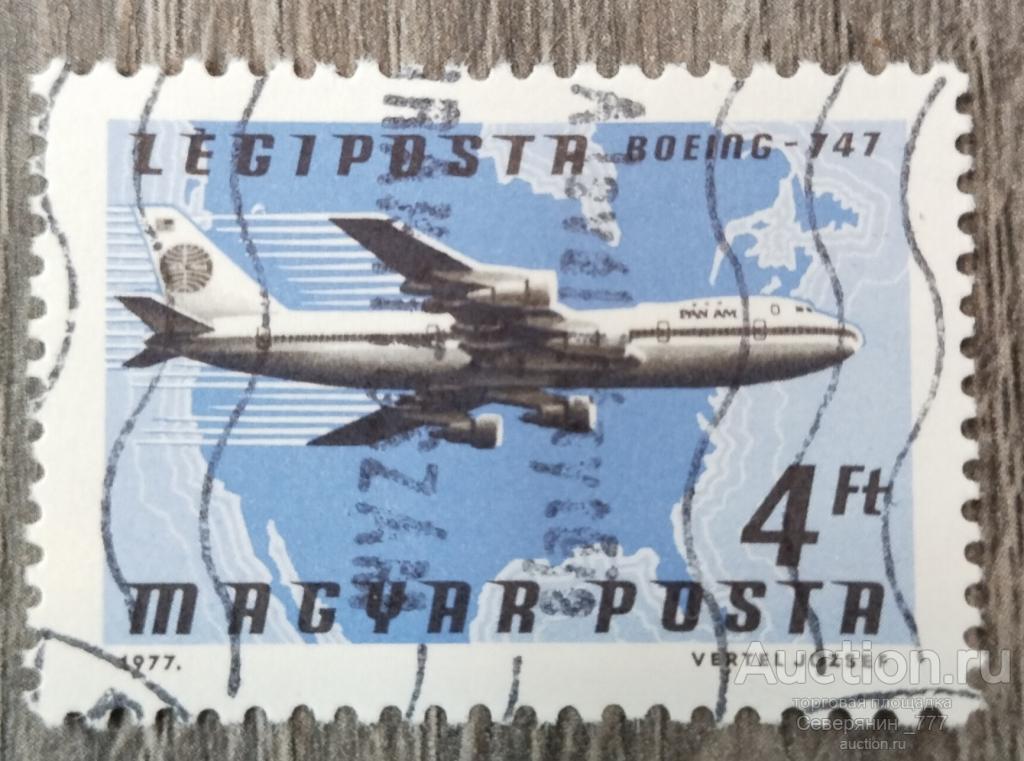 LÉGIPOSTA BOEING-747
PAN AM
4 Ft
MAGYAR POSTA
1977. VERTEL JÓZSEF
Auction.ru
торговая площадка
Северянин_777
auction.ru